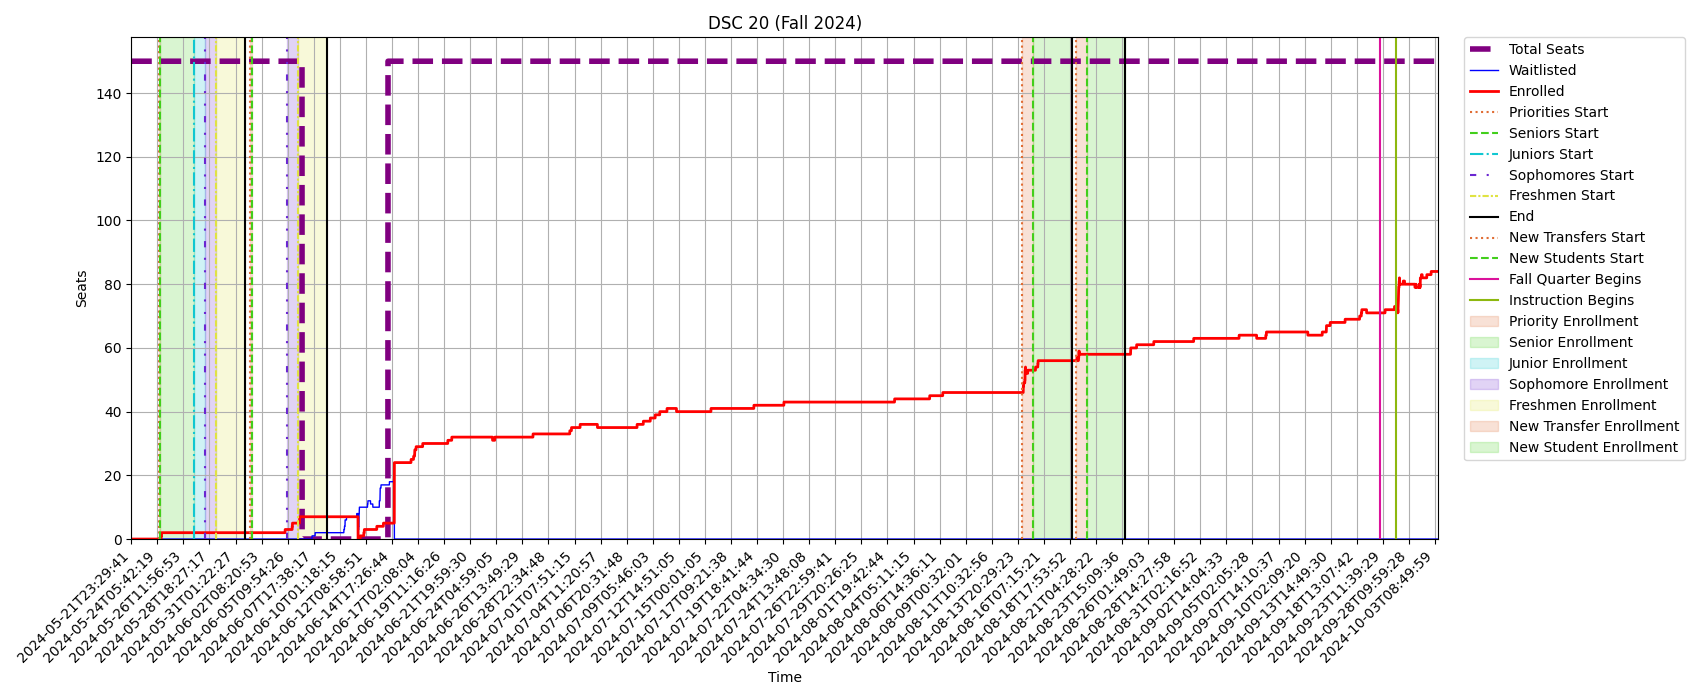 DSC 20 (Fall 2024)
Seats
140
120
100
80
60
40
20
0
2024-05-21T23:29:41
2024-05-24T05:42:19
2024-05-26T11:56:53
2024-05-28T18:27:17
2024-05-31T01:22:27
2024-06-02T08:20:53
2024-06-05T09:54:26
2024-06-07T17:38:17
2024-06-10T01:18:15
2024-06-12T08:58:51
2024-06-14T17:26:44
2024-06-17T02:08:04
2024-06-19T11:16:26
2024-06-21T19:59:30
2024-06-24T04:59:05
2024-06-26T13:49:29
2024-06-28T22:34:48
2024-07-01T07:51:15
2024-07-04T11:20:57
2024-07-06T20:31:48
2024-07-09T05:46:03
2024-07-12T14:51:05
2024-07-15T00:01:05
2024-07-17T09:21:38
2024-07-19T18:41:44
2024-07-22T04:34:30
2024-07-24T13:48:08
2024-07-26T22:59:41
2024-07-29T20:26:25
2024-08-01T19:42:44
2024-08-04T05:11:15
2024-08-06T14:36:11
2024-08-09T00:32:01
2024-08-11T10:32:56
2024-08-13T20:29:23
2024-08-16T07:15:21
2024-08-18T17:53:52
2024-08-21T04:28:22
2024-08-23T15:09:36
2024-08-26T01:49:03
2024-08-28T14:27:58
2024-08-31T02:16:52
2024-09-02T14:04:33
2024-09-05T02:05:28
2024-09-07T14:10:37
2024-09-10T02:09:20
2024-09-13T14:49:30
2024-09-18T13:07:42
2024-09-23T11:39:29
2024-09-28T09:59:28
2024-10-03T08:49:59
Time
Total Seats
Waitlisted
Enrolled
Priorities Start
Seniors Start
Juniors Start
Sophomores Start
Freshmen Start
End
New Transfers Start
New Students Start
Fall Quarter Begins
Instruction Begins
Priority Enrollment
Senior Enrollment
Junior Enrollment
Sophomore Enrollment
Freshmen Enrollment
New Transfer Enrollment
New Student Enrollment